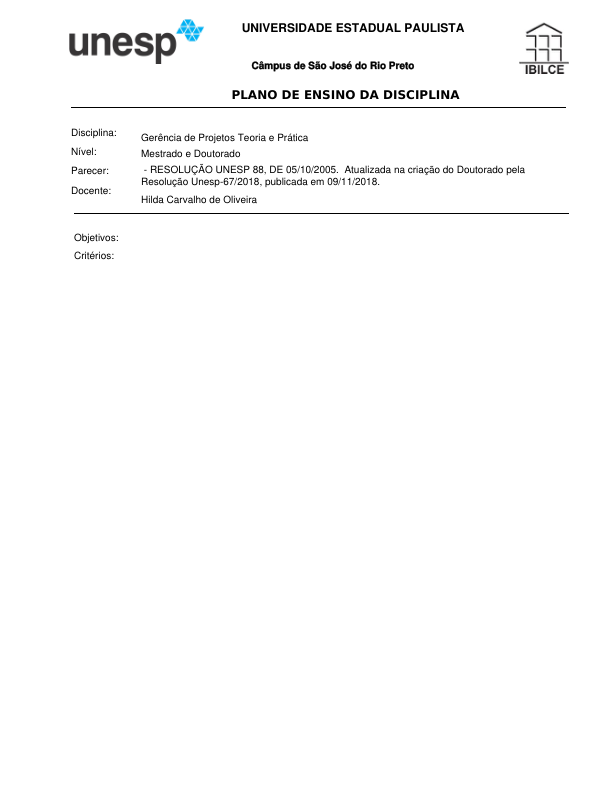 unesp
UNIVERSIDADE ESTADUAL PAULISTA
Câmpus de São José do Rio Preto
IBILCE
PLANO DE ENSINO DA DISCIPLINA
Disciplina: Gerência de Projetos Teoria e Prática
Nível: Mestrado e Doutorado
Parecer: - RESOLUÇÃO UNESP 88, DE 05/10/2005. Atualizada na criação do Doutorado pela
Resolução Unesp-67/2018, publicada em 09/11/2018.
Docente: Hilda Carvalho de Oliveira
Objetivos:
Critérios: